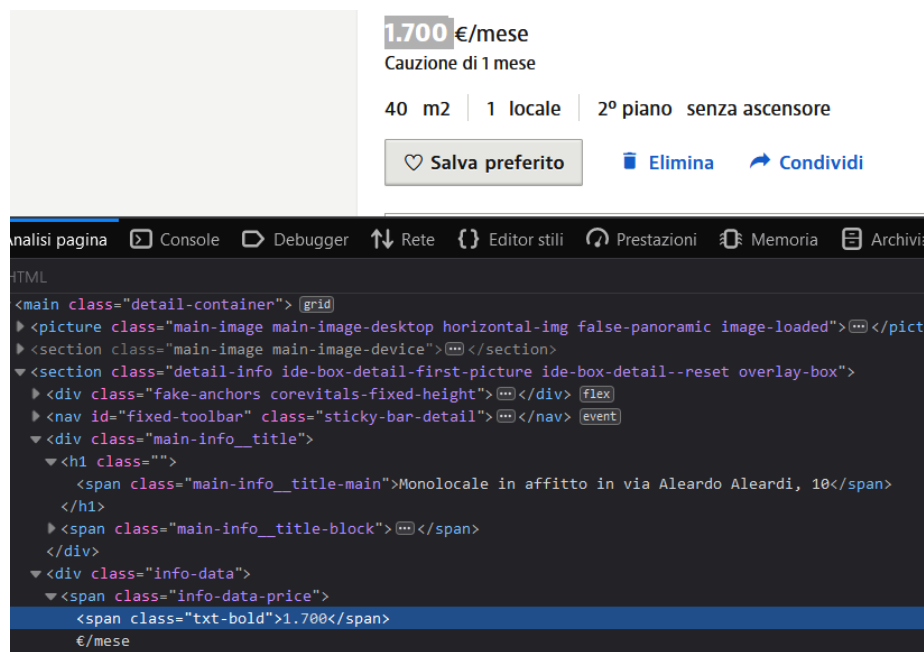 1.700 €/mese
Cauzione di 1 mese
40 m2 1 locale 2º piano senza ascensore
Salva preferito Elimina Condividi
Analisi pagina Console Debugger Rete Editor stili Prestazioni Memoria Archivi
HTML
<main class="detail-container"> grid
<picture class="main-image main-image-desktop horizontal-img false-panoramic image-loaded"> ••• </pict
<section class="main-image main-image-device"> ••• </section>
<section class="detail-info ide-box-detail-first-picture ide-box-detail--reset overlay-box">
<div class="fake-anchors corevitals-fixed-height"> ••• </div> flex
<nav id="fixed-toolbar" class="sticky-bar-detail"> ••• </nav> event
<div class="main-info__title">
<h1 class="">
<span class="main-info__title-main">Monolocale in affitto in via Aleardo Aleardi, 10</span>
</h1>
<span class="main-info__title-block"> ••• </span>
</div>
<div class="info-data">
<span class="info-data-price">
<span class="txt-bold">1.700</span>
€/mese